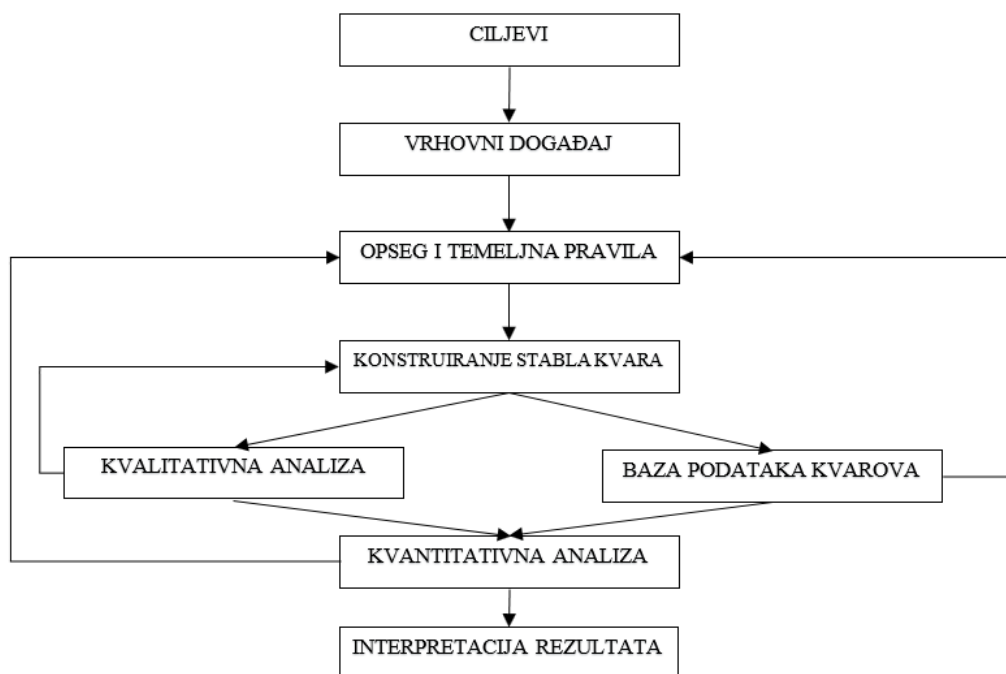 CILJEVI
VRHOVNI DOGAĐAJ
OPSEG I TEMELJNA PRAVILA
KONSTRUIRANJE STABLA KVARA
KVALITATIVNA ANALIZA
BAZA PODATAKA KVAROVA
KVANTITATIVNA ANALIZA
INTERPRETACIJA REZULTATA